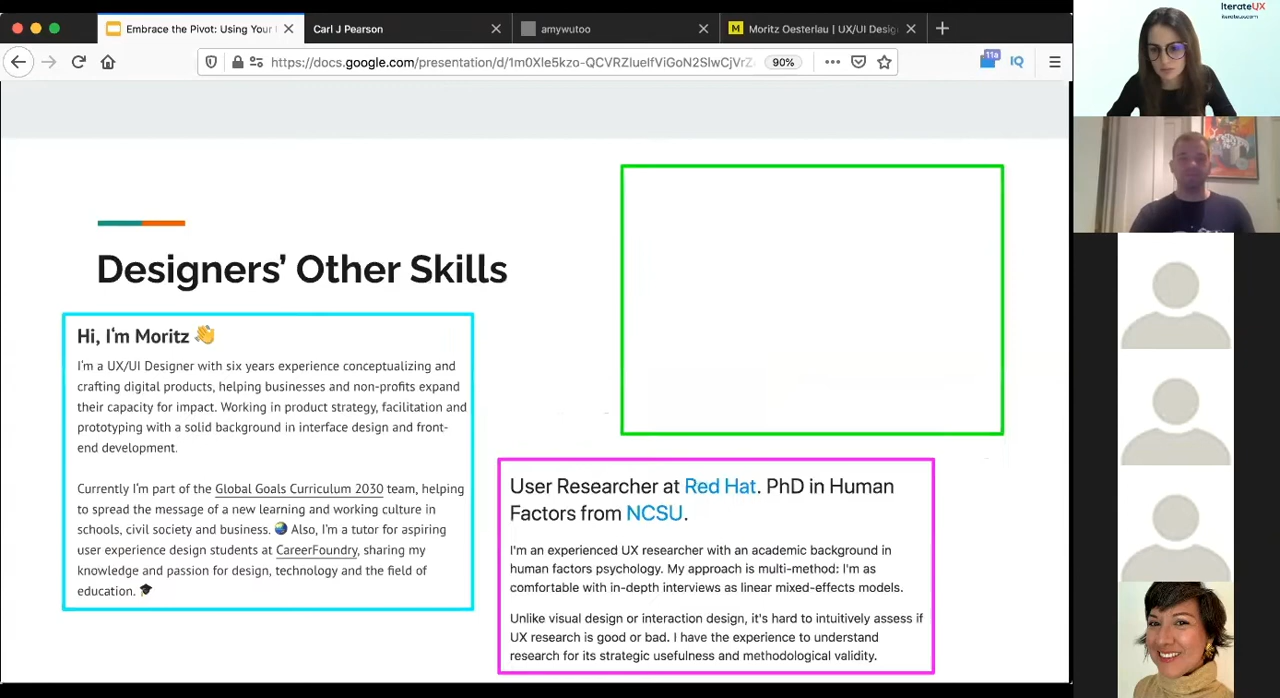 Embrace the Pivot: Using Your
Carl J Pearson
amywutoo
Moritz Oesterlau | UX/UI Desig
https://docs.google.com/presentation/d/
90%
11a
IQ
IterateUX
iterateux.com
Designers’ Other Skills
Hi, I'm Moritz 👋
I'm a UX/UI Designer with six years experience conceptualizing and
crafting digital products, helping businesses and non-profits expand
their capacity for impact. Working in product strategy, facilitation and
prototyping with a solid background in interface design and front-
end development.
Currently I'm part of the Global Goals Curriculum 2030 team, helping
to spread the message of a new learning and working culture in
schools, civil society and business. 🌏 Also, I'm a tutor for aspiring
user experience design students at CareerFoundry, sharing my
knowledge and passion for design, technology and the field of
education. 🎓
User Researcher at Red Hat. PhD in Human
Factors from NCSU.
I'm an experienced UX researcher with an academic background in
human factors psychology. My approach is multi-method: I'm as
comfortable with in-depth interviews as linear mixed-effects models.
Unlike visual design or interaction design, it's hard to intuitively assess if
UX research is good or bad. I have the experience to understand
research for its strategic usefulness and methodological validity.